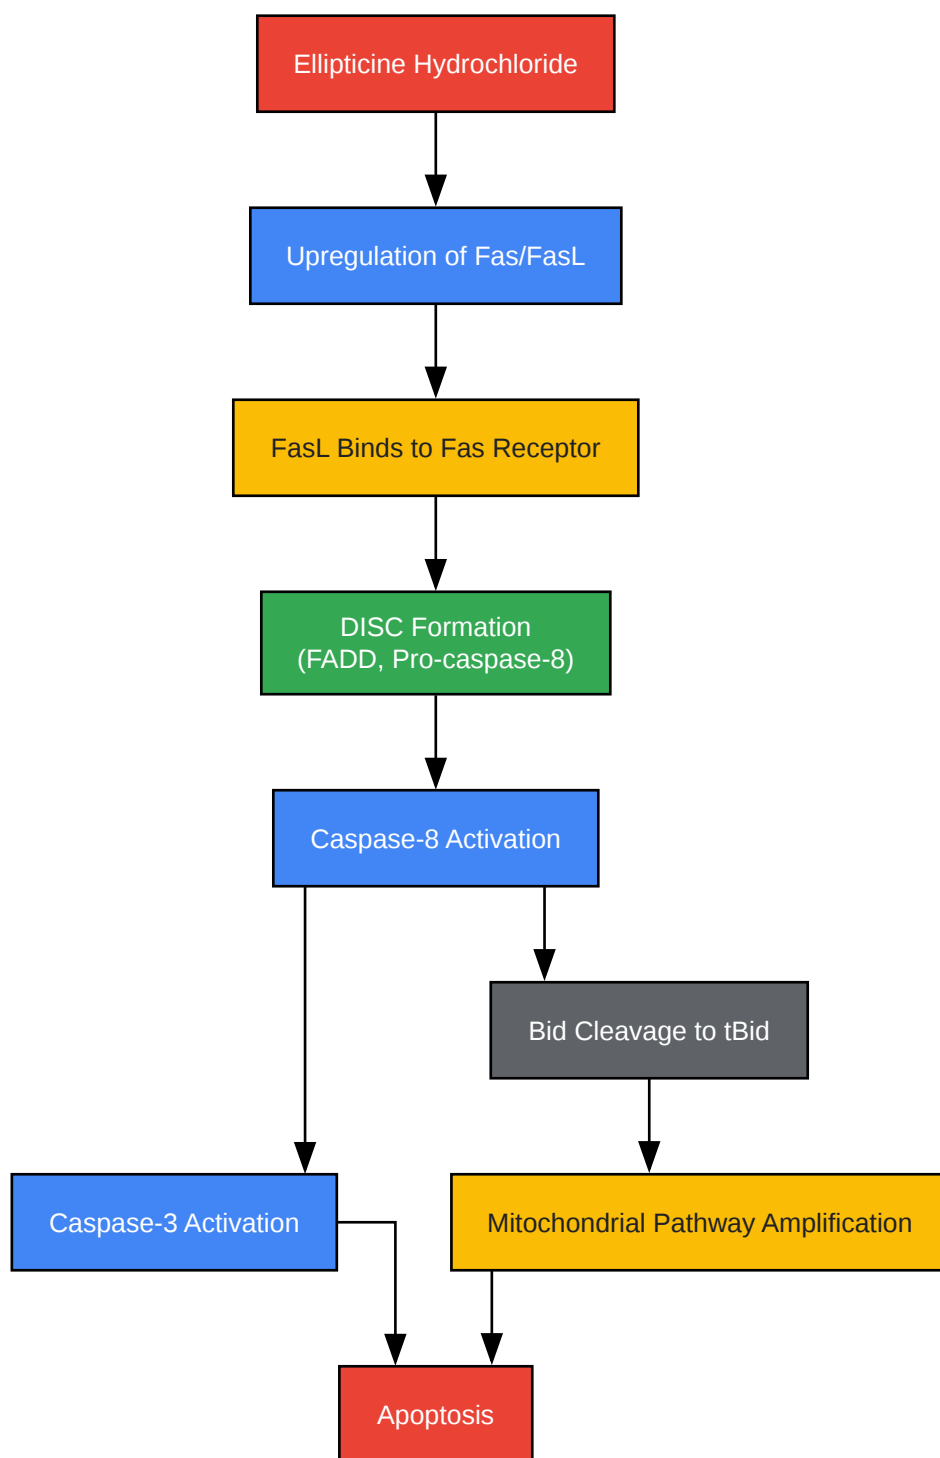 Ellipticine Hydrochloride
Upregulation of Fas/FasL
FasL Binds to Fas Receptor
DISC Formation
(FADD, Pro-caspase-8)
Caspase-8 Activation
Bid Cleavage to tBid
Caspase-3 Activation
Mitochondrial Pathway Amplification
Apoptosis